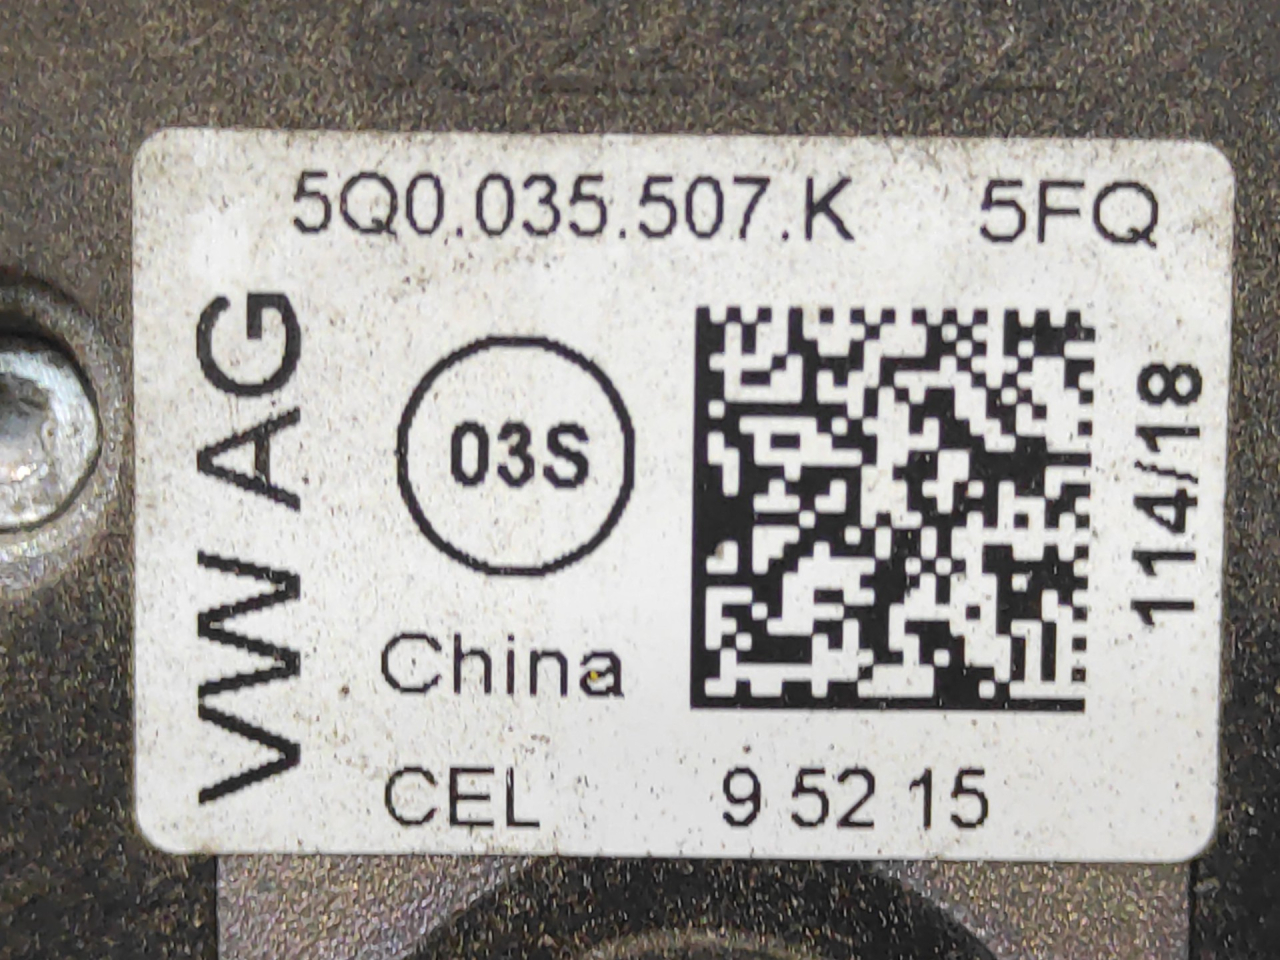 5Q0.035.507.K 5FQ
VW AG
03S
114/18
China
CEL 9 52 15